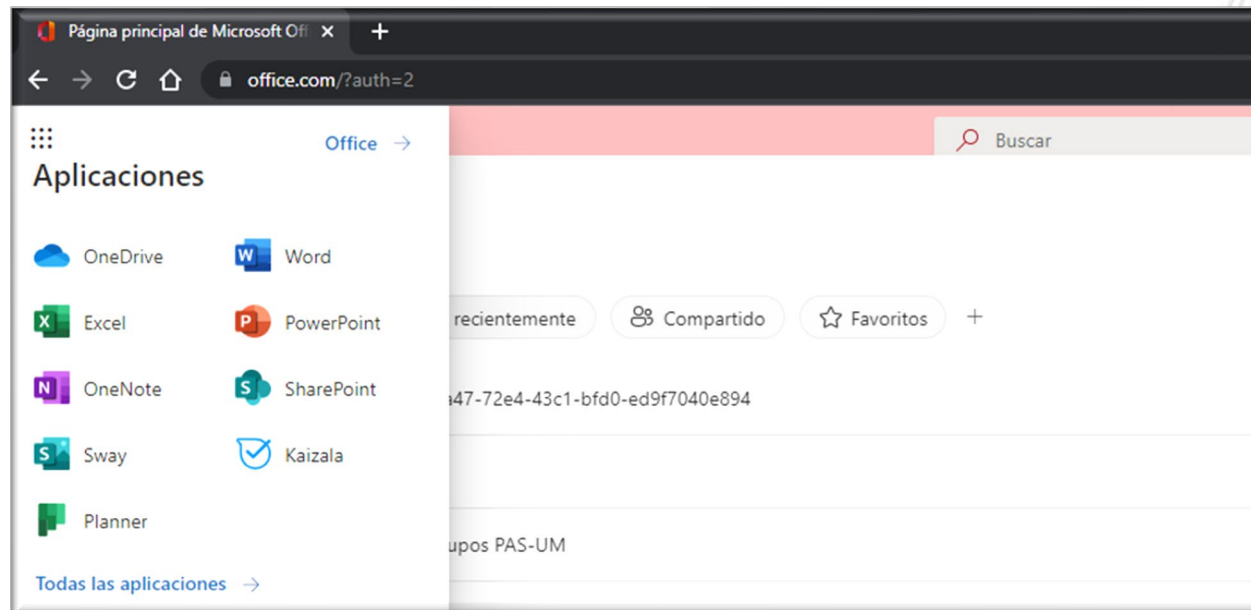 Página principal de Microsoft Off
office.com/?auth=2
Office
Buscar
Aplicaciones
OneDrive
Word
Excel
PowerPoint
recientemente
Compartido
Favoritos
OneNote
SharePoint
a47-72e4-43c1-bfd0-ed9f7040e894
Sway
Kaizala
Planner
upos PAS-UM
Todas las aplicaciones